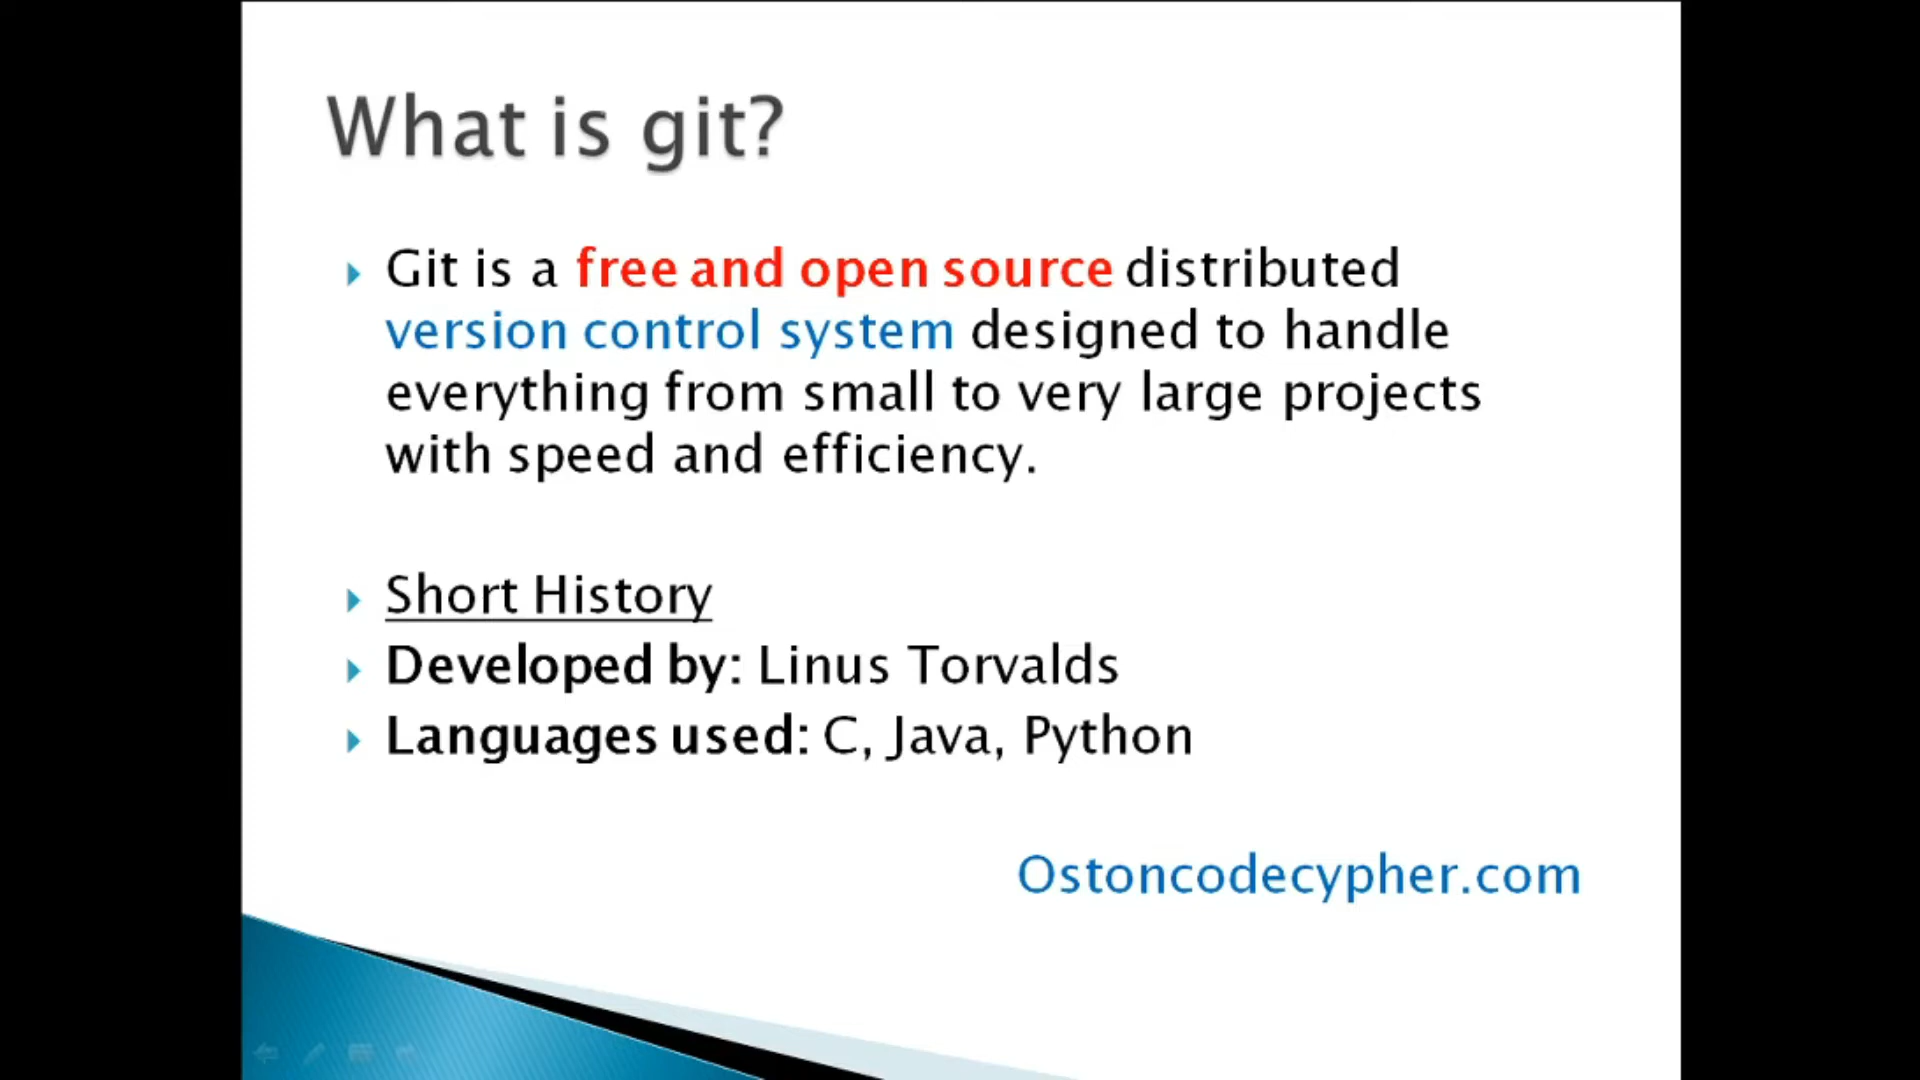 What is git?
Git is a free and open source distributed
version control system designed to handle
everything from small to very large projects
with speed and efficiency.
Short History
Developed by: Linus Torvalds
Languages used: C, Java, Python
Ostoncodecypher.com